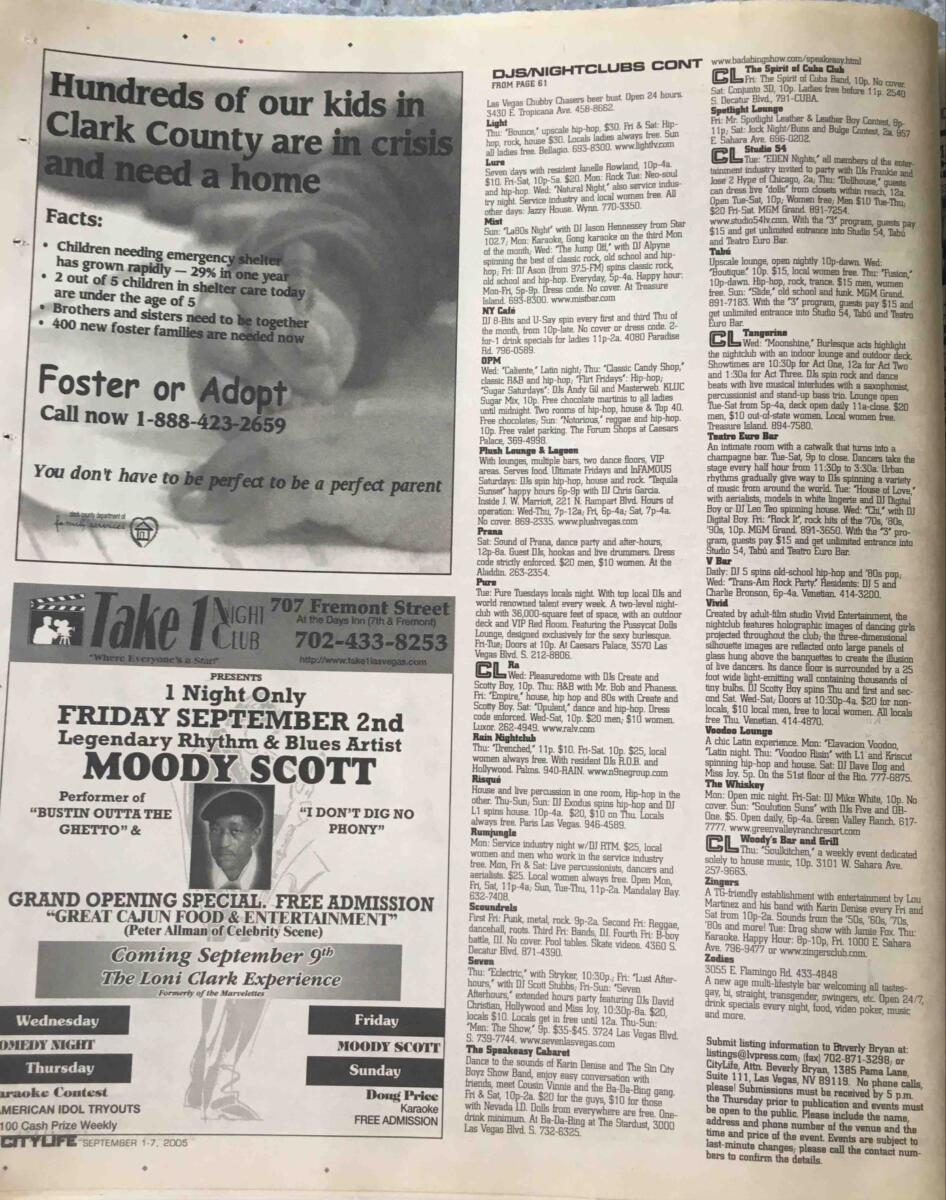 Hundreds of our kids in
Clark County are in crisis
and need a home
Facts:
• Children needing emergency shelter
has grown rapidly — 29% in one year
• 2 out of 5 children in shelter care today
are under the age of 5
• Brothers and sisters need to be together
• 400 new foster families are needed now
Foster or Adopt
Call now 1-888-423-2659
You don't have to be perfect to be a perfect parent
clark county department of
family services
Take 1 NIGHT CLUB
"Where Everyone's a Star"
707 Fremont Street
At the Days Inn (7th & Fremont)
702-433-8253
http://www.take1lasvegas.com
PRESENTS
1 Night Only
FRIDAY SEPTEMBER 2nd
Legendary Rhythm & Blues Artist
MOODY SCOTT
Performer of
"BUSTIN OUTTA THE
GHETTO" &
"I DON'T DIG NO
PHONY"
GRAND OPENING SPECIAL. FREE ADMISSION
"GREAT CAJUN FOOD & ENTERTAINMENT"
(Peter Allman of Celebrity Scene)
Coming September 9th
The Loni Clark Experience
Formerly of the Marvelettes
Wednesday
OMEDY NIGHT
Thursday
araoke Contest
MERICAN IDOL TRYOUTS
100 Cash Prize Weekly
Friday
MOODY SCOTT
Sunday
Doug Price
Karaoke
FREE ADMISSION
CITYLIFE SEPTEMBER 1-7, 2005
DJS/NIGHTCLUBS CONT
FROM PAGE 61
Las Vegas Chubby Chasers beer bust. Open 24 hours.
3430 E. Tropicana Ave. 458-8662.
Light
Thu: "Bounce," upscale hip-hop, $30. Fri & Sat: Hip-
hop, rock, house $30. Locals ladies always free. Sun
all ladies free. Bellagio. 693-8300. www.lightlv.com
Lure
Seven days with resident Janelle Rowland, 10p-4a.
$10. Fri-Sat, 10p-5a. $20. Mon: Rock Tue: Neo-soul
and hip-hop. Wed: "Natural Night," also service indus-
try night. Service industry and local women free. All
other days: Jazzy House. Wynn. 770-3350.
Mist
Sun: "La80s Night" with DJ Jason Hennessey from Star
102.7; Mon: Karaoke, Gong karaoke on the third Mon
of the month; Wed: "The Jump Off," with DJ Alpyne
spinning the best of classic rock, old school and hip-
hop; Fri: DJ Ason (from 97.5-FM) spins classic rock,
old school and hip-hop. Everyday, 5p-4a. Happy hour:
Mon-Fri, 5p-9p. Dress code. No cover. At Treasure
Island. 693-8300. www.mistbar.com
NY Café
DJ 8-Bits and U-Say spin every first and third Thu of
the month, from 10p-late. No cover or dress code. 2-
for-1 drink specials for ladies 11p-2a. 4080 Paradise
Rd. 796-0589.
OPM
Wed: "Caliente," Latin night; Thu: "Classic Candy Shop,"
classic R&B and hip-hop; "Flirt Fridays": Hip-hop;
"Sugar Saturdays": DJs Andy Gil and Masterweb. KLUC
Sugar Mix, 10p. Free chocolate martinis to all ladies
until midnight. Two rooms of hip-hop, house & Top 40.
Free chocolates; Sun: "Notorious," reggae and hip-hop.
10p. Free valet parking. The Forum Shops at Caesars
Palace, 369-4998.
Plush Lounge & Lagoon
With lounges, multiple bars, two dance floors, VIP
areas. Serves food. Ultimate Fridays and InFAMOUS
Saturdays: DJs spin hip-hop, house and rock. "Tequila
Sunset" happy hours 6p-9p with DJ Chris Garcia.
Inside J. W. Marriott, 221 N. Rampart Blvd. Hours of
operation: Wed-Thu, 7p-12a; Fri, 6p-4a; Sat, 7p-4a.
No cover. 869-2335. www.plushvegas.com
Prana
Sat: Sound of Prana, dance party and after-hours,
12p-8a. Guest DJs, hookas and live drummers. Dress
code strictly enforced. $20 men, $10 women. At the
Aladdin. 263-2354.
Pure
Tue: Pure Tuesdays locals night. With top local DJs and
world renowned talent every week. A two-level night-
club with 36,000-square feet of space, with an outdoor
deck and VIP Red Room. Featuring the Pussycat Dolls
Lounge, designed exclusively for the sexy burlesque.
Fri-Tue; Doors at 10p. At Caesars Palace, 3570 Las
Vegas Blvd. S. 212-8806.
CL Ra
Wed: Pleasuredome with DJs Create and
Scotty Boy, 10p. Thu: R&B with Mr. Bob and Phaness.
Fri: "Empire," house, hip hop and 80s with Create and
Scotty Boy. Sat: "Opulent," dance and hip-hop. Dress
code enforced. Wed-Sat, 10p. $20 men; $10 women.
Luxor. 262-4949. www.ralv.com
Rain Nightclub
Thu: "Drenched," 11p. $10. Fri-Sat. 10p. $25, local
women always free. With resident DJs R.O.B. and
Hollywood. Palms. 940-RAIN. www.n9negroup.com
Risqué
House and live percussion in one room, Hip-hop in the
other. Thu-Sun; Sun: DJ Exodus spins hip-hop and DJ
L1 spins house. 10p-4a. $20, $10 on Thu. Locals
always free. Paris Las Vegas. 946-4589.
Rumjungle
Mon: Service industry night w/DJ RTM. $25, local
women and men who work in the service industry
free. Mon, Fri & Sat: Live percussionists, dancers and
aerialists. $25. Local women always free. Open Mon,
Fri, Sat, 11p-4a; Sun, Tue-Thu, 11p-2a. Mandalay Bay.
632-7408.
Scoundrels
First Fri: Punk, metal, rock. 9p-2a. Second Fri: Reggae,
dancehall, roots. Third Fri: Bands, DJ. Fourth Fri: B-boy
battle, DJ. No cover. Pool tables. Skate videos. 4360 S.
Decatur Blvd. 871-4390.
Seven
Thu: "Eclectric," with Stryker, 10:30p.; Fri: "Lust After-
hours," with DJ Scott Stubbs; Fri-Sun: "Seven
Afterhours," extended hours party featuring DJs David
Christian, Hollywood and Miss Joy, 10:30p-8a. $20,
locals $10. Locals get in free until 12a. Thu-Sun:
"Men: The Show," 9p. $35-$45. 3724 Las Vegas Blvd.
S. 739-7744. www.sevenlasvegas.com
The Speakeasy Cabaret
Dance to the sounds of Karin Denise and The Sin City
Boyz Show Band, enjoy easy conversation with
friends, meet Cousin Vinnie and the Ba-Da-Bing gang.
Fri & Sat, 10p-2a. $20 for the guys, $10 for those
with Nevada I.D. Dolls from everywhere are free. One-
drink minimum. At Ba-Da-Bing at The Stardust, 3000
Las Vegas Blvd. S. 732-6325.
www.badabingshow.com/speakeasy.html
CL The Spirit of Cuba Club
Fri: The Spirit of Cuba Band, 10p. No cover.
Sat: Conjunto 3D, 10p. Ladies free before 11p. 2540
S. Decatur Blvd., 791-CUBA.
Spotlight Lounge
Fri: Mr. Spotlight Leather & Leather Boy Contest, 9p-
11p; Sat: Jock Night/Buns and Bulge Contest, 2a. 957
E. Sahara Ave. 696-0202.
CL Studio 54
Tue: "EDEN Nights," all members of the enter-
tainment industry invited to party with DJs Frankie and
Jose 2 Hype of Chicago, 2a; Thu: "Dollhouse," guests
can dress live "dolls" from closets within reach, 12a.
Open Tue-Sat, 10p; Women free; Men $10 Tue-Thu;
$20 Fri-Sat. MGM Grand. 891-7254.
www.studio54lv.com. With the "3" program, guests pay
$15 and get unlimited entrance into Studio 54, Tabú
and Teatro Euro Bar.
Tabú
Upscale lounge, open nightly 10p-dawn. Wed:
"Boutique." 10p. $15, local women free. Thu: "Fusion,"
10p-dawn. Hip-hop, rock, trance. $15 men, women
free. Sun: "Slide," old school and funk. MGM Grand.
891-7183. With the "3" program, guests pay $15 and
get unlimited entrance into Studio 54, Tabú and Teatro
Euro Bar.
CL Tangerine
Wed: "Moonshine," Burlesque acts highlight
the nightclub with an indoor lounge and outdoor deck.
Showtimes are 10:30p for Act One, 12a for Act Two
and 1:30a for Act Three. DJs spin rock and dance
beats with live musical interludes with a saxophonist,
percussionist and stand-up bass trio. Lounge open
Tue-Sat from 5p-4a, deck open daily 11a-close. $20
men, $10 out-of-state women. Local women free.
Treasure Island. 894-7580.
Teatro Euro Bar
An intimate room with a catwalk that turns into a
champagne bar. Tue-Sat, 9p to close. Dancers take the
stage every half hour from 11:30p to 3:30a. Urban
rhythms gradually give way to DJs spinning a variety
of music from around the world. Tue: "House of Love,"
with aerialists, models in white lingerie and DJ Digital
Boy or DJ Leo Teo spinning house. Wed: "Chi," with DJ
Digital Boy. Fri: "Rock It", rock hits of the '70s, '80s,
'90s, 10p. MGM Grand. 891-3650. With the "3" pro-
gram, guests pay $15 and get unlimited entrance into
Studio 54, Tabú and Teatro Euro Bar.
V Bar
Daily: DJ 5 spins old-school hip-hop and '80s pop;
Wed: "Trans-Am Rock Party." Residents: DJ 5 and
Charlie Bronson, 6p-4a. Venetian. 414-3200.
Vivid
Created by adult-film studio Vivid Entertainment, the
nightclub features holographic images of dancing girls
projected throughout the club; the three-dimensional
silhouette images are reflected onto large panels of
glass hung above the banquettes to create the illusion
of live dancers. Its dance floor is surrounded by a 25
foot wide light-emitting wall containing thousands of
tiny bulbs. DJ Scotty Boy spins Thu and first and sec-
ond Sat. Wed-Sat, Doors at 10:30p-4a. $20 for non-
locals, $10 local men, free to local women. All locals
free Thu. Venetian. 414-4870.
Voodoo Lounge
A chic Latin experience. Mon: "Elavacion Voodoo,
"Latin night. Thu: "Voodoo Risin" with L1 and Kriscut
spinning hip-hop and house. Sat: DJ Dave Dog and
Miss Joy. 5p. On the 51st floor of the Rio. 777-6875.
The Whiskey
Mon: Open mic night. Fri-Sat: DJ Mike White, 10p. No
cover. Sun: "Soulution Suns" with DJs Five and OB-
One. $5. Open daily, 6p-4a. Green Valley Ranch. 617-
7777. www.greenvalleyranchresort.com
CL Woody's Bar and Grill
Thu: "Soulkitchen," a weekly event dedicated
solely to house music, 10p. 3101 W. Sahara Ave.
257-9663.
Zingers
A TG-friendly establishment with entertainment by Lou
Martinez and his band with Karin Denise every Fri and
Sat from 10p-2a. Sounds from the '50s, '60s, '70s,
'80s and more! Tue: Drag show with Jamie Fox. Thu:
Karaoke. Happy Hour: 8p-10p, Fri. 1000 E. Sahara
Ave. 796-9477 or www.zingersclub.com.
Zodies
3055 E. Flamingo Rd. 433-4848
A new age multi-lifestyle bar welcoming all tastes-
gay, bi, straight, transgender, swingers, etc. Open 24/7,
drink specials every night, food, video poker, music
and more.
Submit listing information to Beverly Bryan at:
listings@lvpress.com; (fax) 702-871-3298; or
CityLife, Attn. Beverly Bryan, 1385 Pama Lane,
Suite 111, Las Vegas, NV 89119. No phone calls,
please! Submissions must be received by 5 p.m.
the Thursday prior to publication and events must
be open to the public. Please include the name,
address and phone number of the venue and the
time and price of the event. Events are subject to
last-minute changes; please call the contact num-
bers to confirm the details.